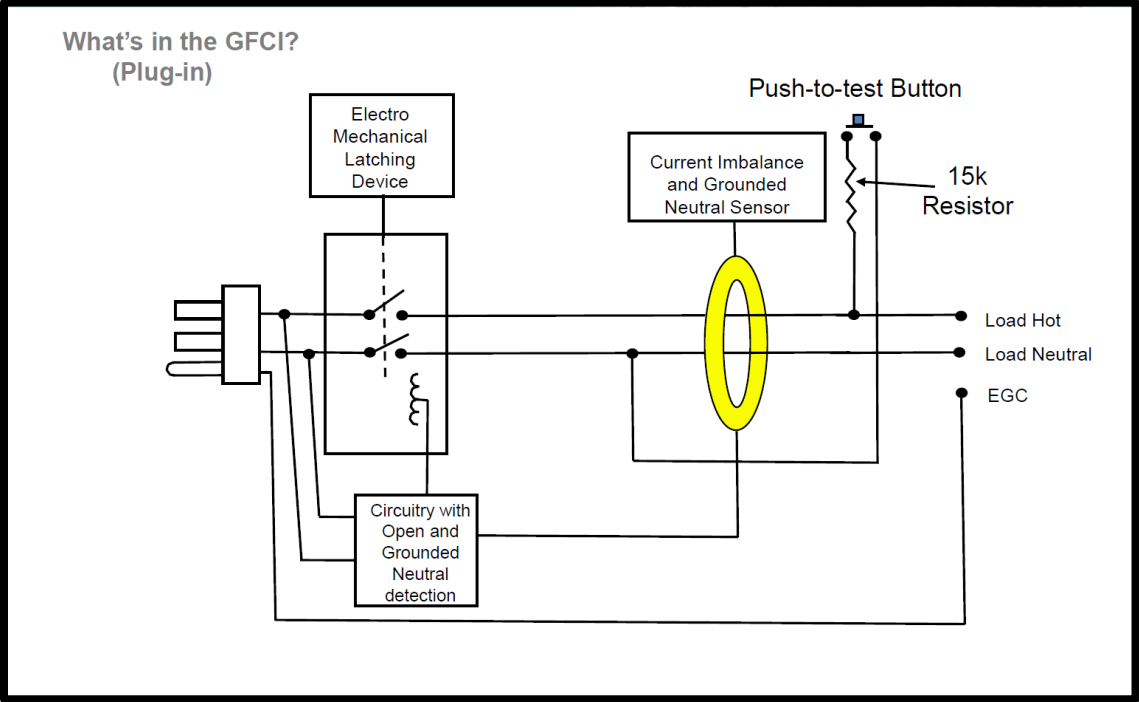 What’s in the GFCI?
(Plug-in)
Push-to-test Button
Electro
Mechanical
Latching
Device
Current Imbalance
and Grounded
Neutral Sensor
15k
Resistor
Load Hot
Load Neutral
EGC
Circuitry with
Open and
Grounded
Neutral
detection